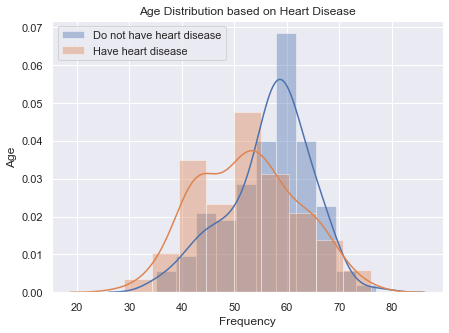 Age Distribution based on Heart Disease
Do not have heart disease
Have heart disease
0.07
0.06
0.05
0.04
0.03
0.02
0.01
0.00
Age
20 30 40 50 60 70 80
Frequency